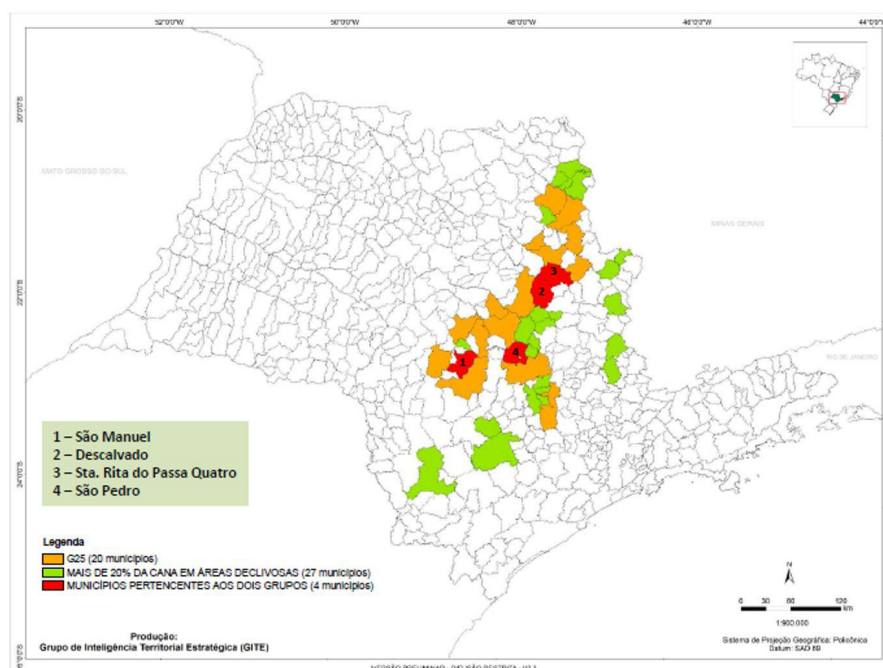 52°0'0"W 50°0'0"W 48°0'0"W 46°0'0"W 44°0'0"W
20°0'0"S
MATO GROSSO DO SUL
MINAS GERAIS
22°0'0"S
3
2
RIO DE JANEIRO
4
1
1 – São Manuel
2 – Descalvado
3 – Sta. Rita do Passa Quatro
4 – São Pedro
24°0'0"S
Legenda
G25 (20 municípios)
MAIS DE 20% DA CANA EM ÁREAS DECLIVOSAS (27 municípios)
MUNICÍPIOS PERTENCENTES AOS DOIS GRUPOS (4 municípios)
N
0 30 60 120
km
1:900.000
Produção:
Grupo de Inteligência Territorial Estratégica (GITE)
Sistema de Projeção Geográfica: Policônica
Datum: SAD 69
26°0'0"S